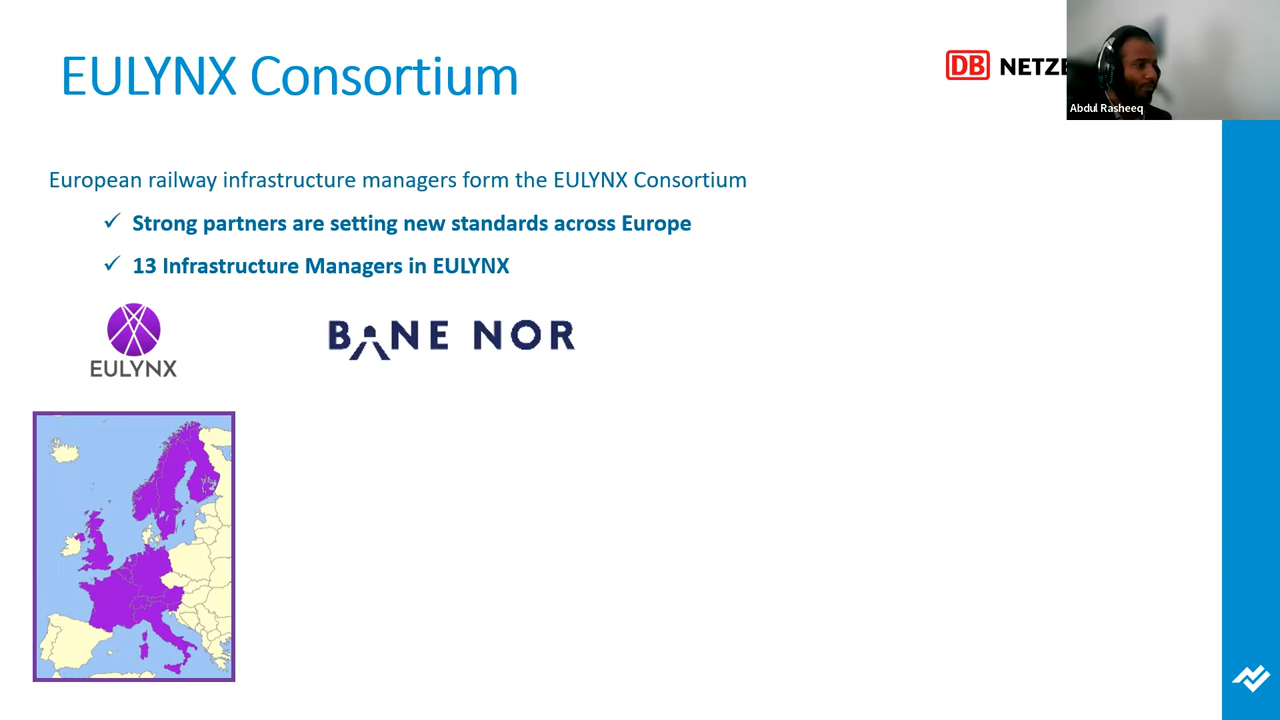 EULYNX Consortium
DB NETZE
Abdul Rasheeq
European railway infrastructure managers form the EULYNX Consortium
✓ Strong partners are setting new standards across Europe
✓ 13 Infrastructure Managers in EULYNX
EULYNX
BANE NOR